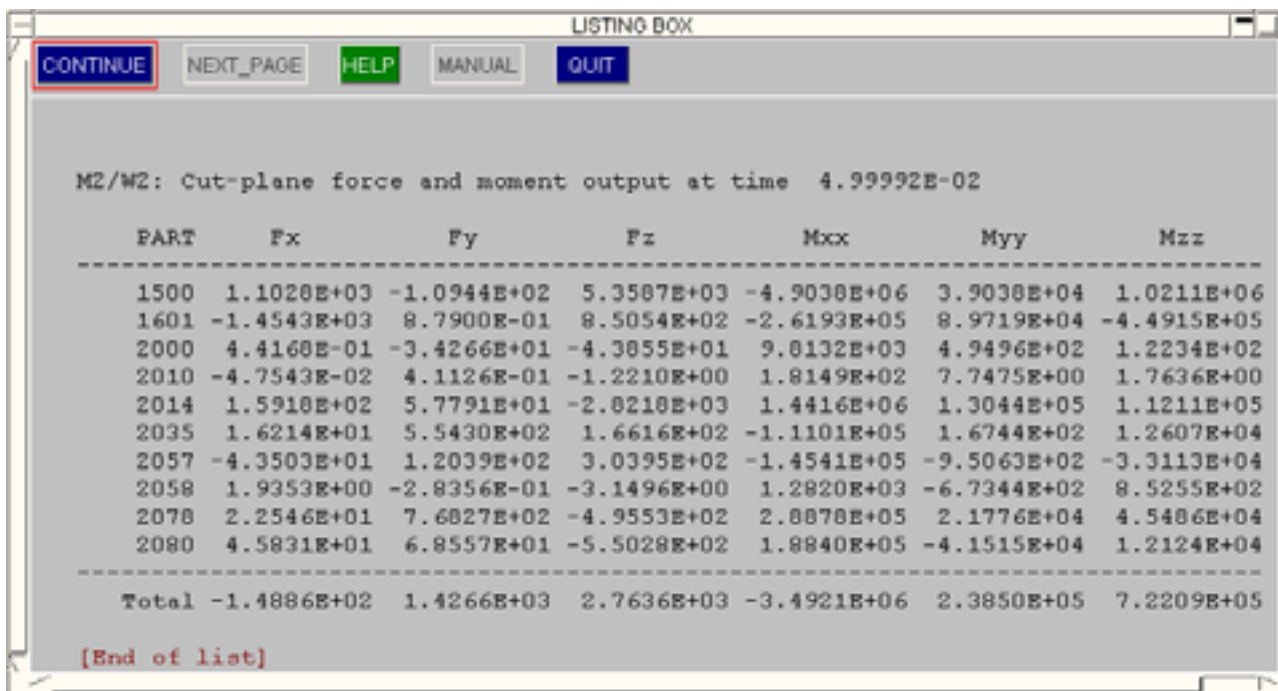 LISTING BOX
CONTINUE NEXT_PAGE HELP MANUAL QUIT
M2/W2: Cut-plane force and moment output at time 4.99992E-02
PART Fx Fy Fz Mxx Myy Mzz
1500 1.1028E+03 -1.0944E+02 5.3587E+03 -4.9038E+06 3.9038E+04 1.0211E+06
1601 -1.4543E+03 8.7900E-01 8.5054E+02 -2.6193E+05 8.9719E+04 -4.4915E+05
2000 4.4168E-01 -3.4266E+01 -4.3855E+01 9.8132E+03 4.9496E+02 1.2234E+02
2010 -4.7543E-02 4.1126E-01 -1.2210E+00 1.8149E+02 7.7475E+00 1.7636E+00
2014 1.5918E+02 5.7791E+01 -2.8218E+03 1.4416E+06 1.3044E+05 1.1211E+05
2035 1.6214E+01 5.5430E+02 1.6616E+02 -1.1101E+05 1.6744E+02 1.2607E+04
2057 -4.3503E+01 1.2039E+02 3.0395E+02 -1.4541E+05 -9.5063E+02 -3.3113E+04
2058 1.9353E+00 -2.8356E-01 -3.1496E+00 1.2820E+03 -6.7344E+02 8.5255E+02
2078 2.2546E+01 7.6827E+02 -4.9553E+02 2.8878E+05 2.1776E+04 4.5486E+04
2080 4.5831E+01 6.8557E+01 -5.5028E+02 1.8840E+05 -4.1515E+04 1.2124E+04
Total -1.4886E+02 1.4266E+03 2.7636E+03 -3.4921E+06 2.3850E+05 7.2209E+05
[End of list]